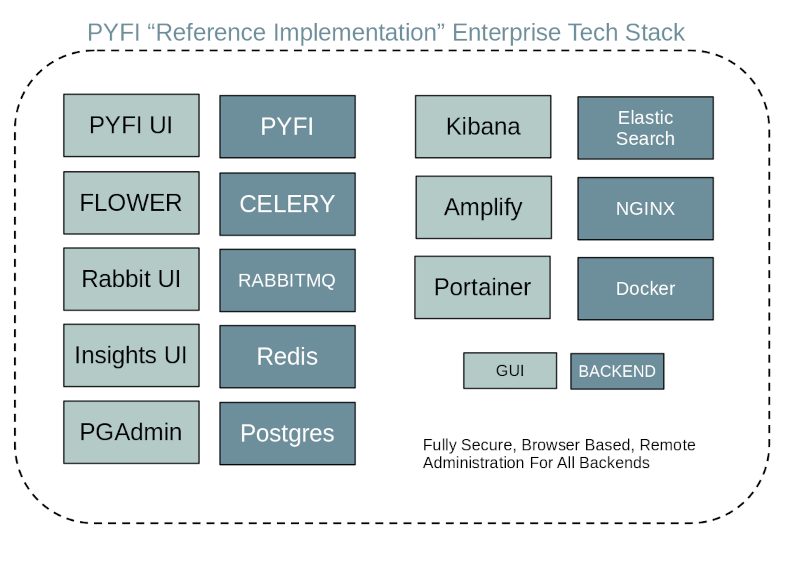 PYFI “Reference Implementation” Enterprise Tech Stack
PYFI UI
PYFI
FLOWER
CELERY
Rabbit UI
RABBITMQ
Insights UI
Redis
PGAdmin
Postgres
Kibana
Elastic
Search
Amplify
NGINX
Portainer
Docker
GUI
BACKEND
Fully Secure, Browser Based, Remote
Administration For All Backends